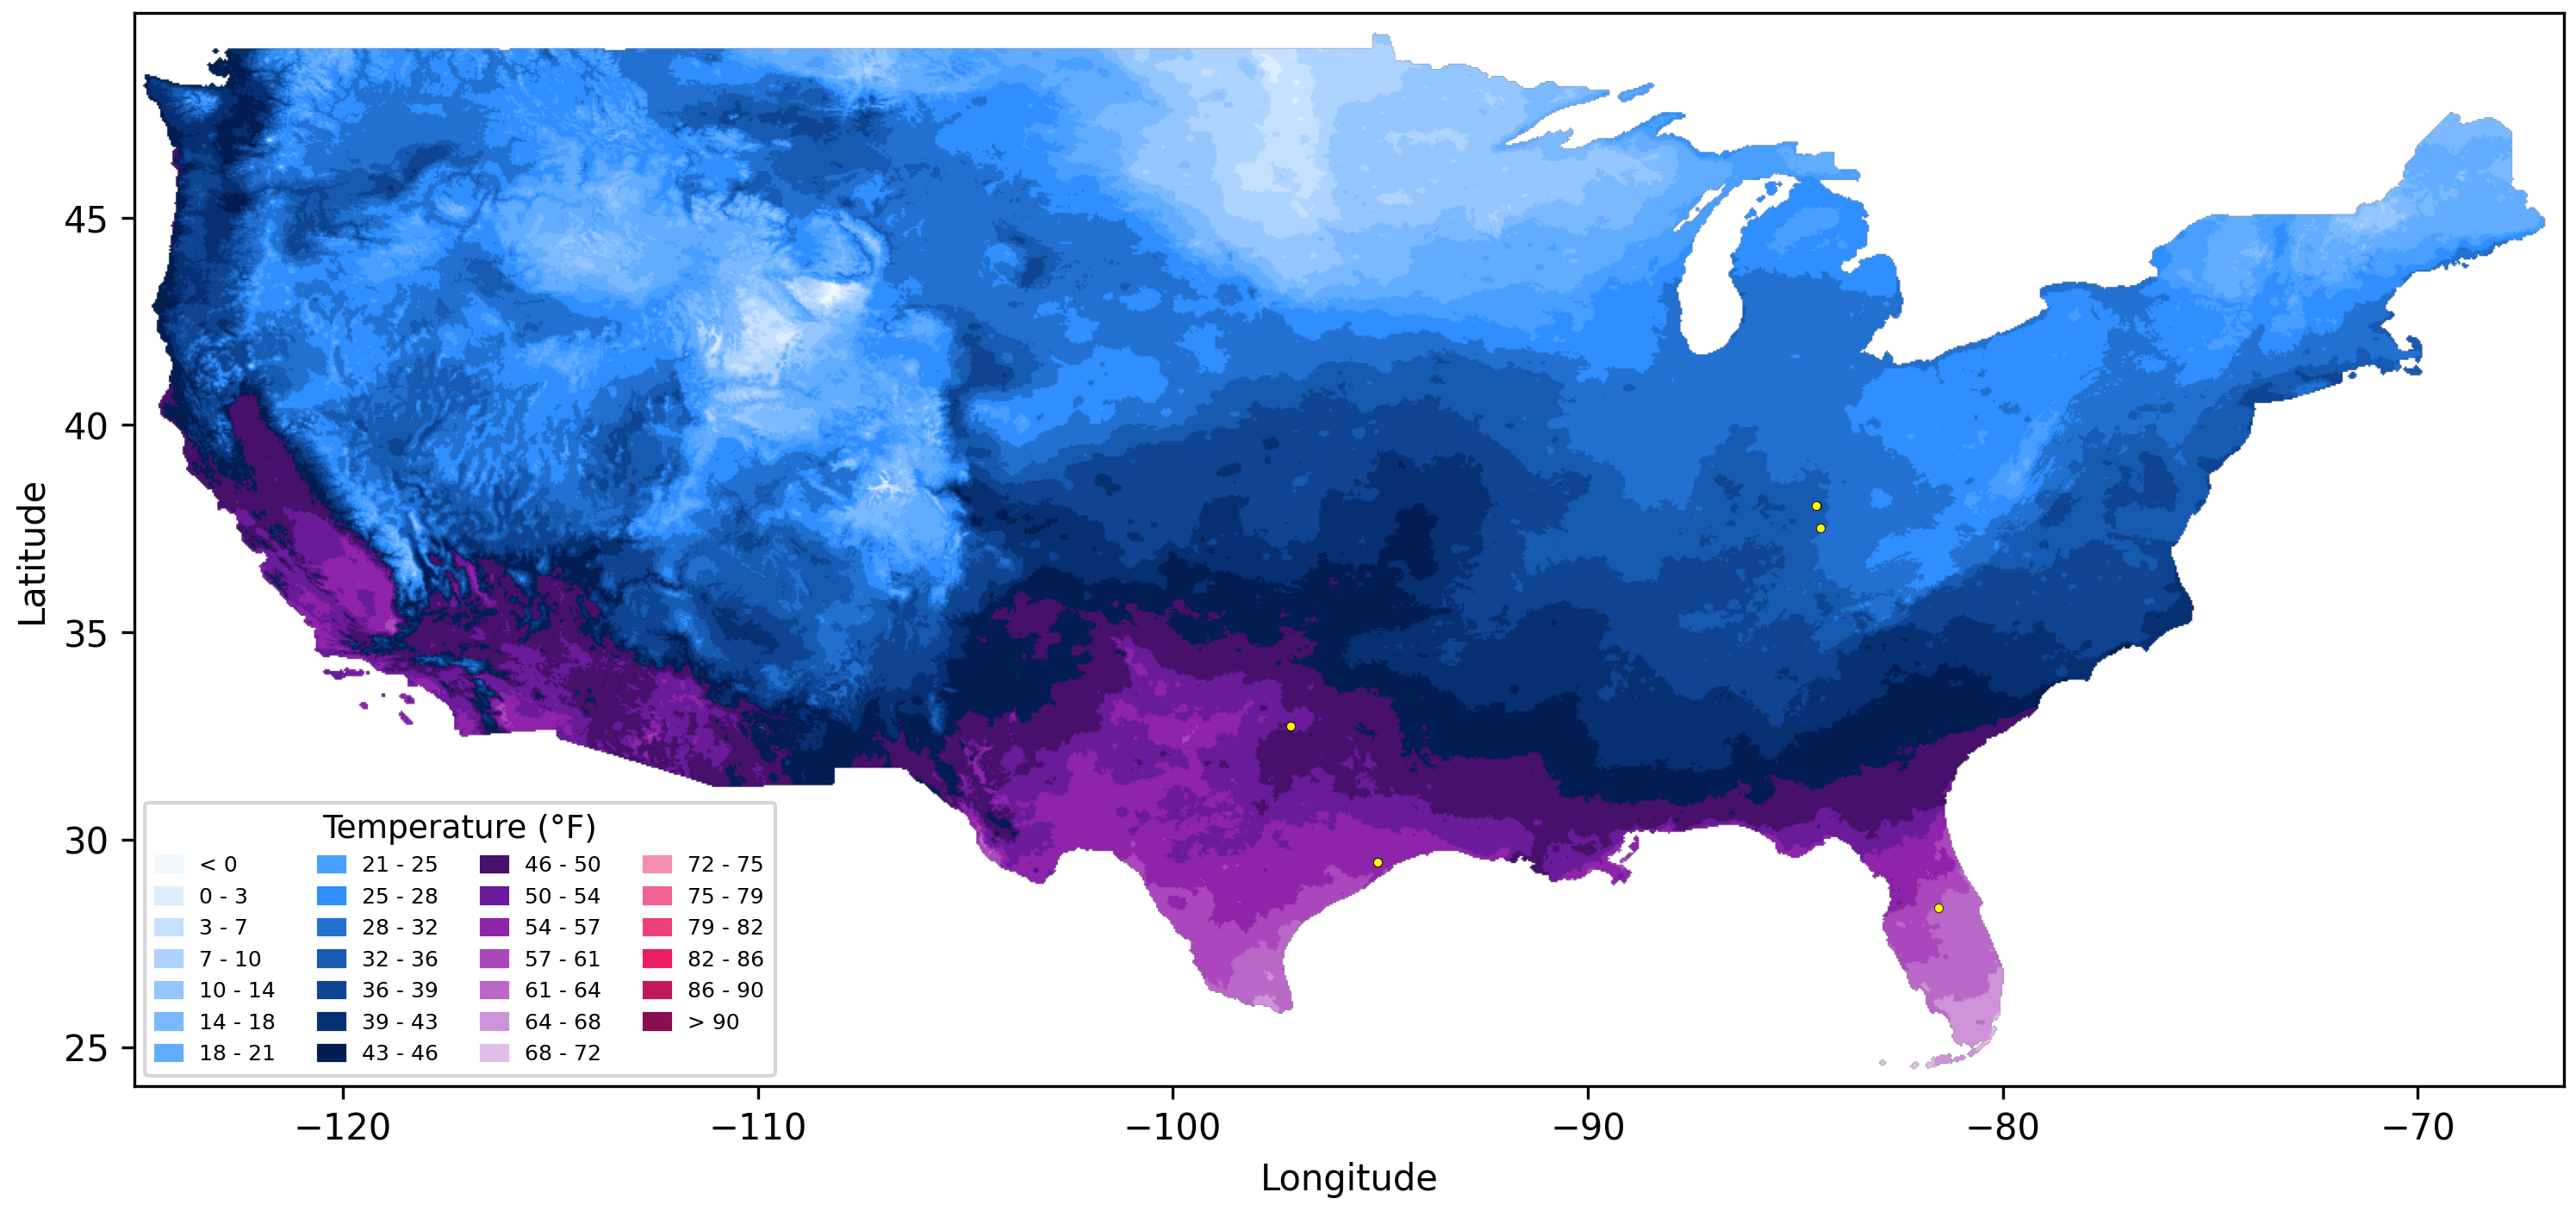 45
40
35
30
25
Latitude
Temperature (°F)
< 0
0 - 3
3 - 7
7 - 10
10 - 14
14 - 18
18 - 21
21 - 25
25 - 28
28 - 32
32 - 36
36 - 39
39 - 43
43 - 46
46 - 50
50 - 54
54 - 57
57 - 61
61 - 64
64 - 68
68 - 72
72 - 75
75 - 79
79 - 82
82 - 86
86 - 90
> 90
−120
−110
−100
−90
−80
−70
Longitude